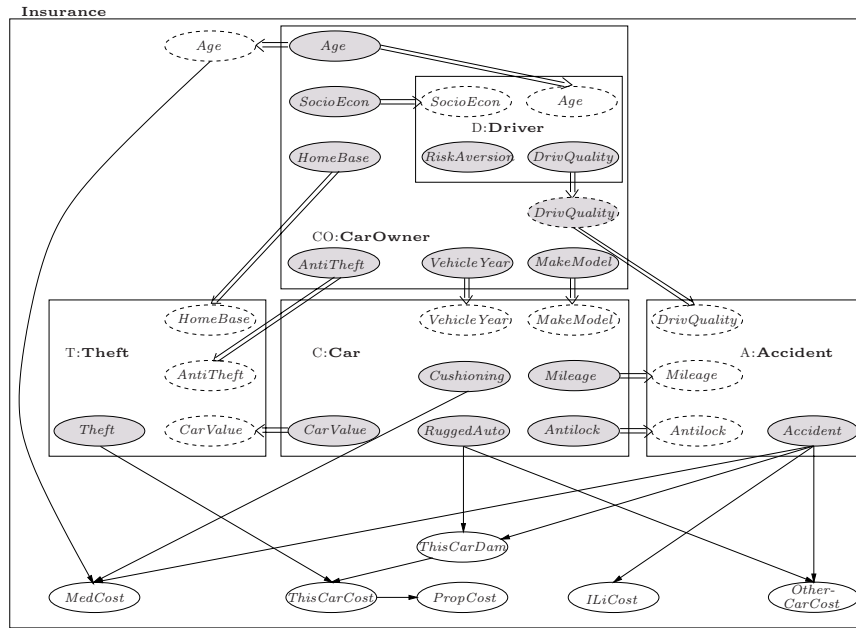 Insurance
Age
Age
SocioEcon
SocioEcon
Age
D:Driver
HomeBase
RiskAversion
DrivQuality
DrivQuality
CO:CarOwner
AntiTheft
VehicleYear
MakeModel
HomeBase
VehicleYear
MakeModel
DrivQuality
T:Theft
C:Car
A:Accident
AntiTheft
Cushioning
Mileage
Mileage
Theft
CarValue
CarValue
RuggedAuto
Antilock
Antilock
Accident
ThisCarDam
MedCost
ThisCarCost
PropCost
ILiCost
Other-
CarCost